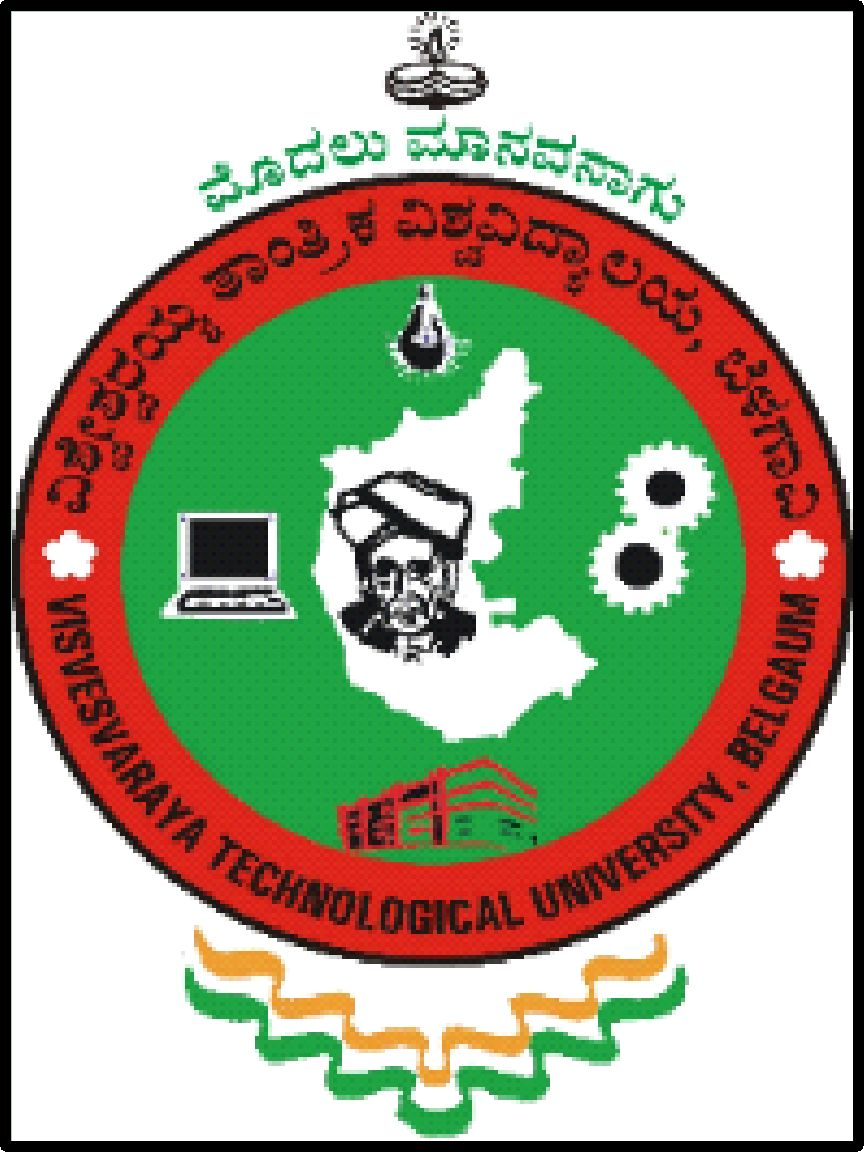 ಮೊದಲು ಮಾನವನಾಗು
ವಿಶ್ವೇಶ್ವರಯ್ಯ ತಾಂತ್ರಿಕ ವಿಶ್ವವಿದ್ಯಾಲಯ, ಬೆಳಗಾವಿ
VISVESVARAYA TECHNOLOGICAL UNIVERSITY, BELGAUM